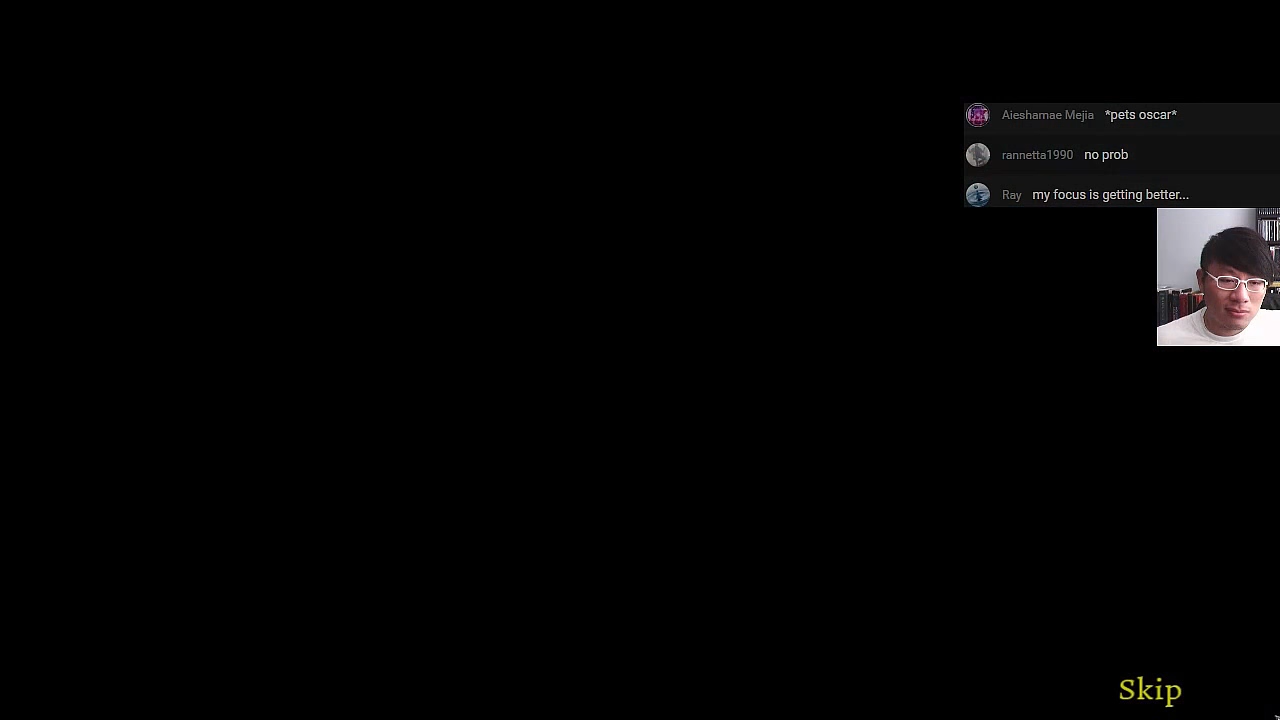 Aieshamae Mejia *pets oscar*
rannetta1990 no prob
Ray my focus is getting better...
Skip